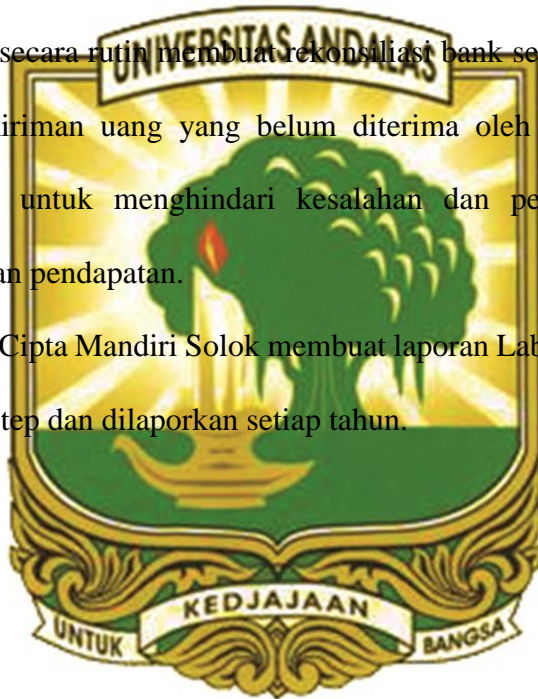 UNIVERSITAS ANDALAS
secara rutin membuat rekonsiliasi bank se
iriman uang yang belum diterima oleh
untuk menghindari kesalahan dan pe
an pendapatan.
Cipta Mandiri Solok membuat laporan Lab
tep dan dilaporkan setiap tahun.
KEDJAJAAN
UNTUK BANGSA